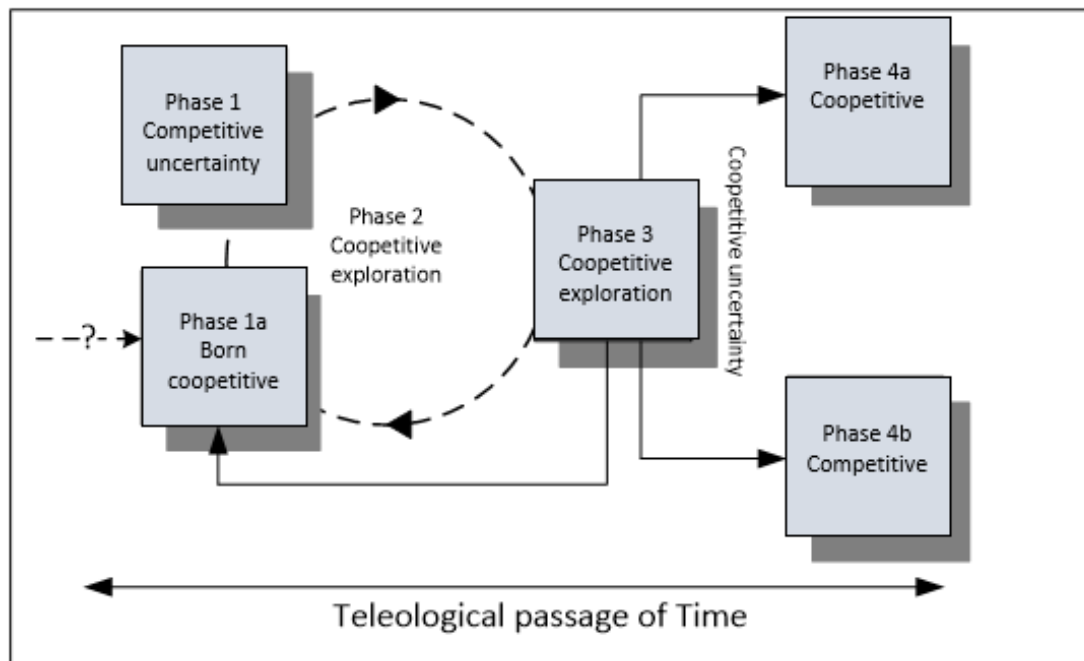 Phase 1
Competitive
uncertainty
Phase 2
Coopetitive
exploration
?
Phase 1a
Born
coopetitive
Phase 3
Coopetitive
exploration
Coopetitive uncertainty
Phase 4a
Coopetitive
Phase 4b
Competitive
Teleological passage of Time